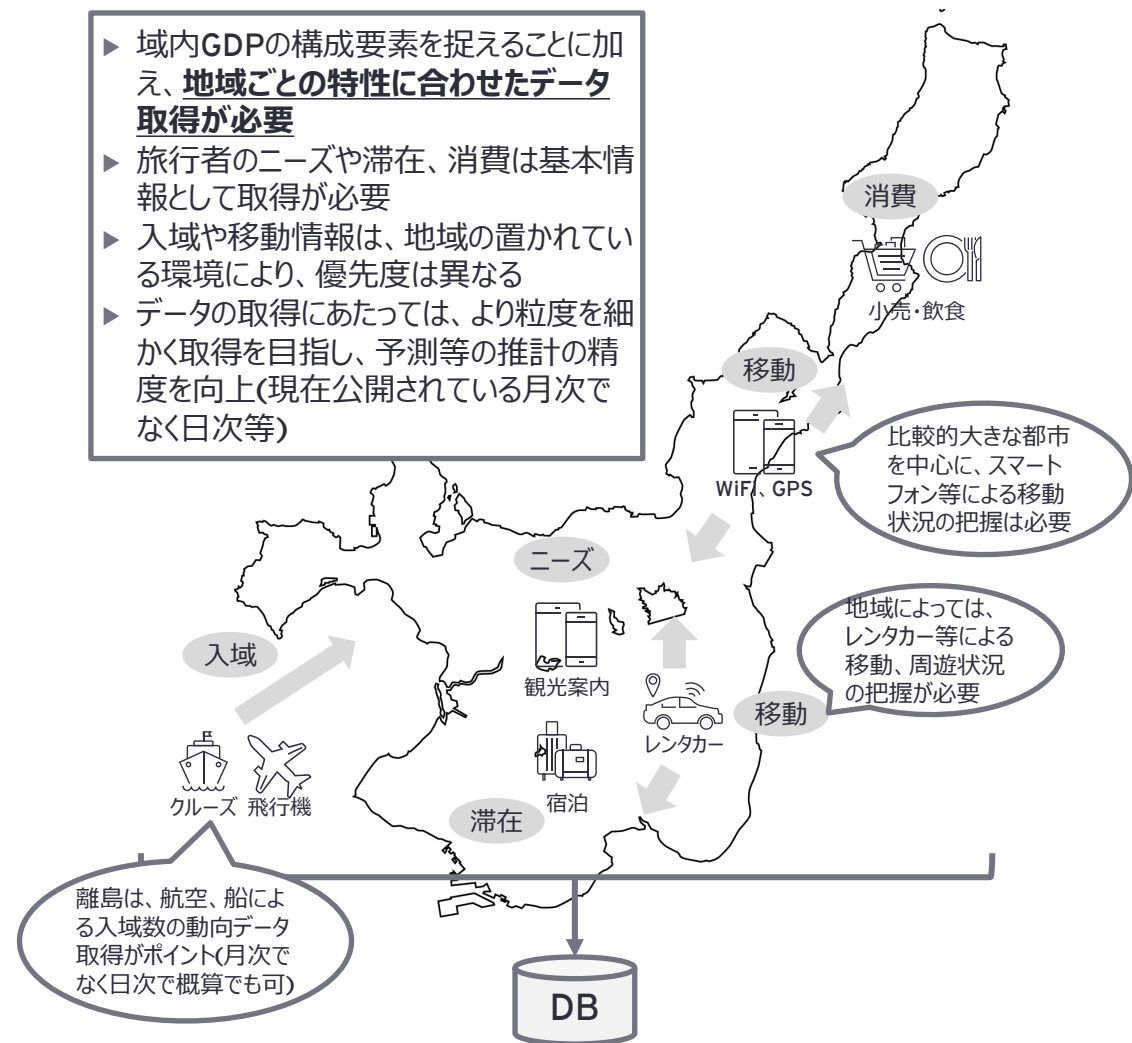 ▶ 域内GDPの構成要素を捉えることに加
え、地域ごとの特性に合わせたデータ
取得が必要
▶ 旅行者のニーズや滞在、消費は基本情
報として取得が必要
▶ 入域や移動情報は、地域の置かれてい
る環境により、優先度は異なる
▶ データの取得にあたっては、より粒度を細
かく取得を目指し、予測等の推計の精
度を向上(現在公開されている月次で
なく日次等)
消費
小売・飲食
移動
WiFi、GPS
比較的大きな都市
を中心に、スマート
フォン等による移動
状況の把握は必要
ニーズ
観光案内
入域
クルーズ 飛行機
地域によっては、
レンタカー等による
移動、周遊状況
の把握が必要
移動
レンタカー
宿泊
滞在
離島は、航空、船によ
る入域数の動向データ
取得がポイント(月次で
なく日次で概算でも可)
DB